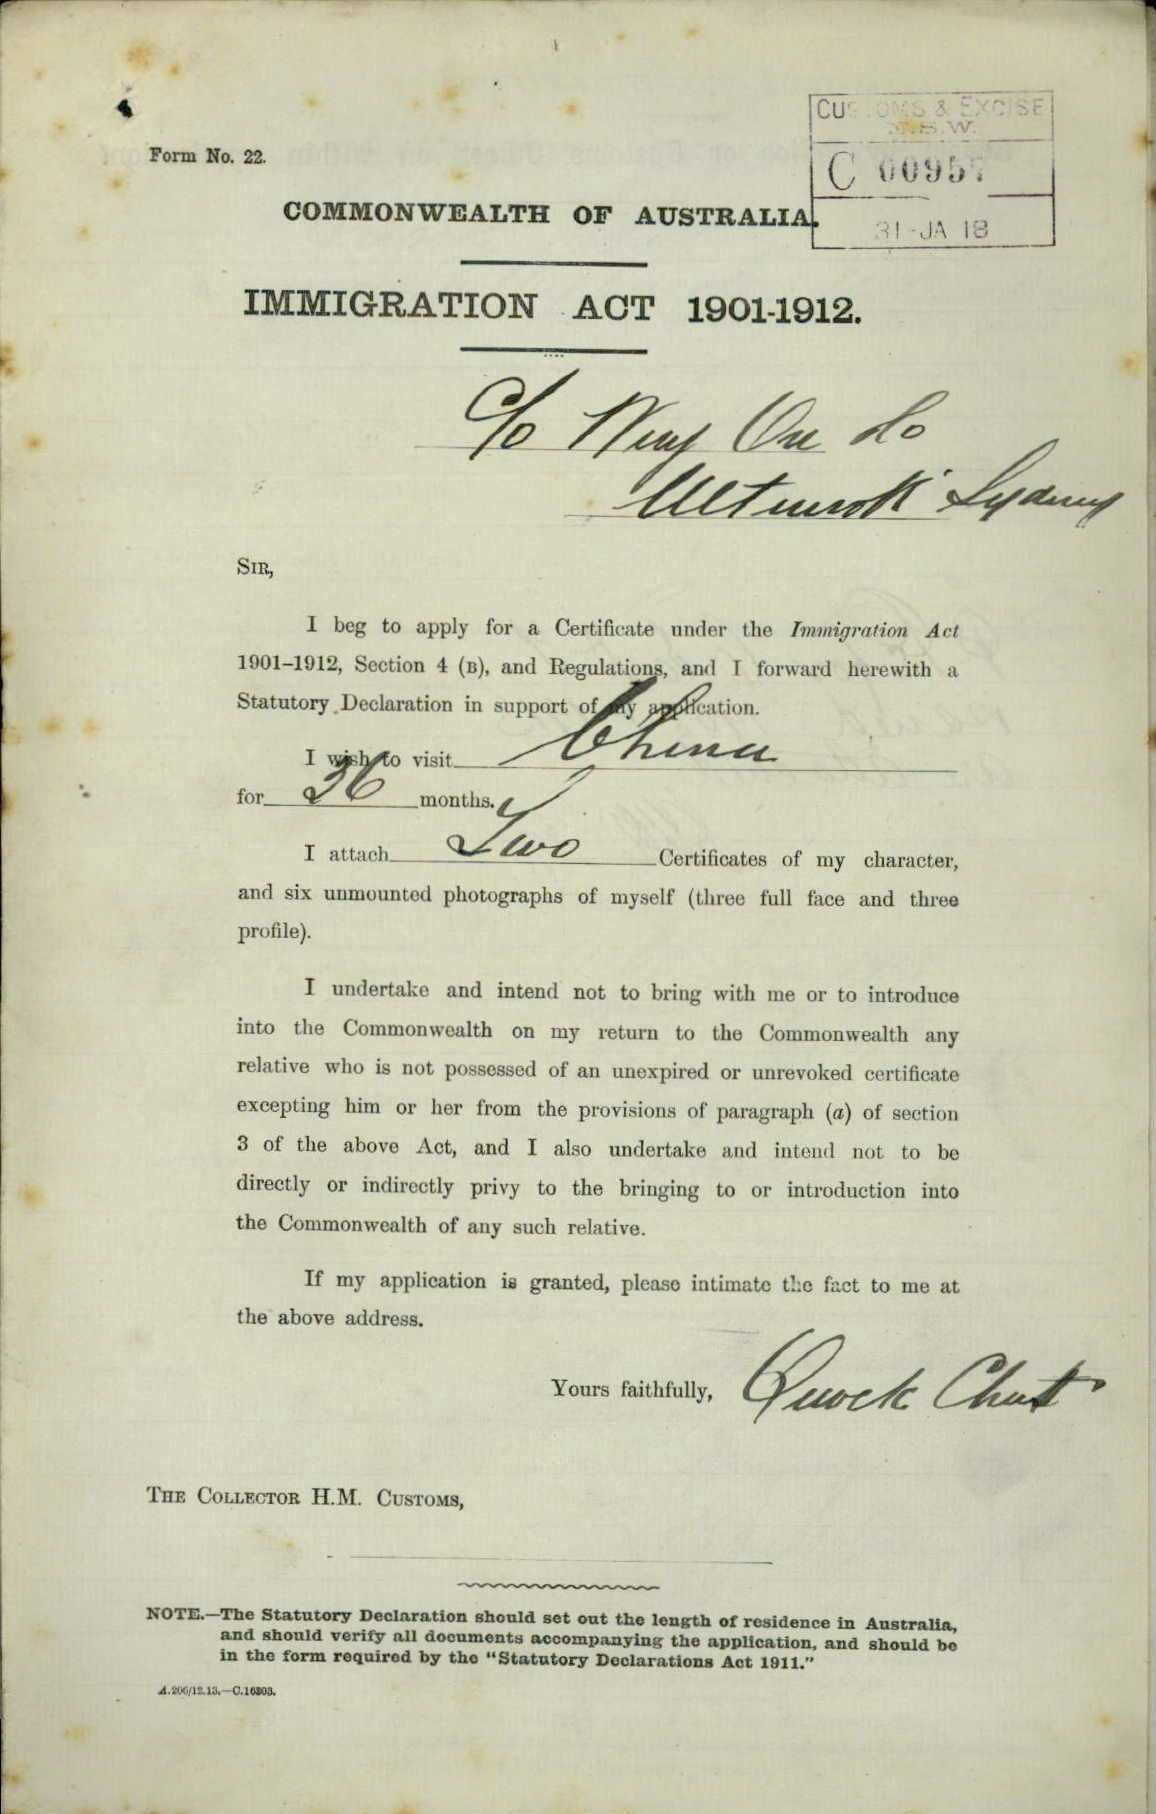 CUSTOMS & EXCISE
N.S.W.
C 00957
31-JA 18
Form No. 22.
COMMONWEALTH OF AUSTRALIA.
IMMIGRATION ACT 1901-1912.
C/o Wing On &Co
Sydney
SIR,
I beg to apply for a Certificate under the Immigration Act
1901–1912, Section 4 (B), and Regulations, and I forward herewith a
Statutory Declaration in support of my application.
I wish to visit China
for 36 months.
I attach Two Certificates of my character,
and six unmounted photographs of myself (three full face and three
profile).
I undertake and intend not to bring with me or to introduce
into the Commonwealth on my return to the Commonwealth any
relative who is not possessed of an unexpired or unrevoked certificate
excepting him or her from the provisions of paragraph (a) of section
3 of the above Act, and I also undertake and intend not to be
directly or indirectly privy to the bringing to or introduction into
the Commonwealth of any such relative.
If my application is granted, please intimate the fact to me at
the above address.
Yours faithfully, Quock Chut
THE COLLECTOR H.M. CUSTOMS,
NOTE.—The Statutory Declaration should set out the length of residence in Australia,
and should verify all documents accompanying the application, and should be
in the form required by the "Statutory Declarations Act 1911."
A.200/12.13.—C.16303.